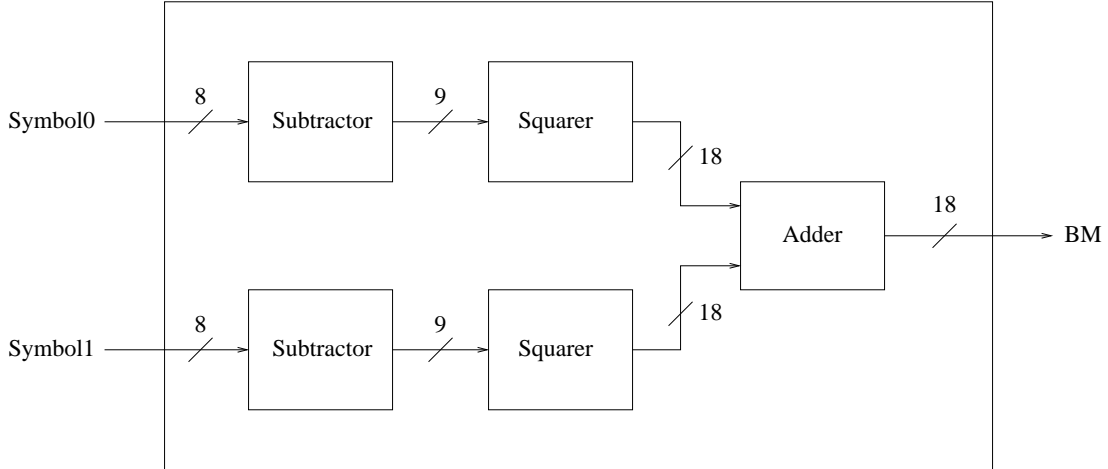 8
9
Symbol0
Subtractor
Squarer
18
18
Adder
BM
8
9
18
Symbol1
Subtractor
Squarer